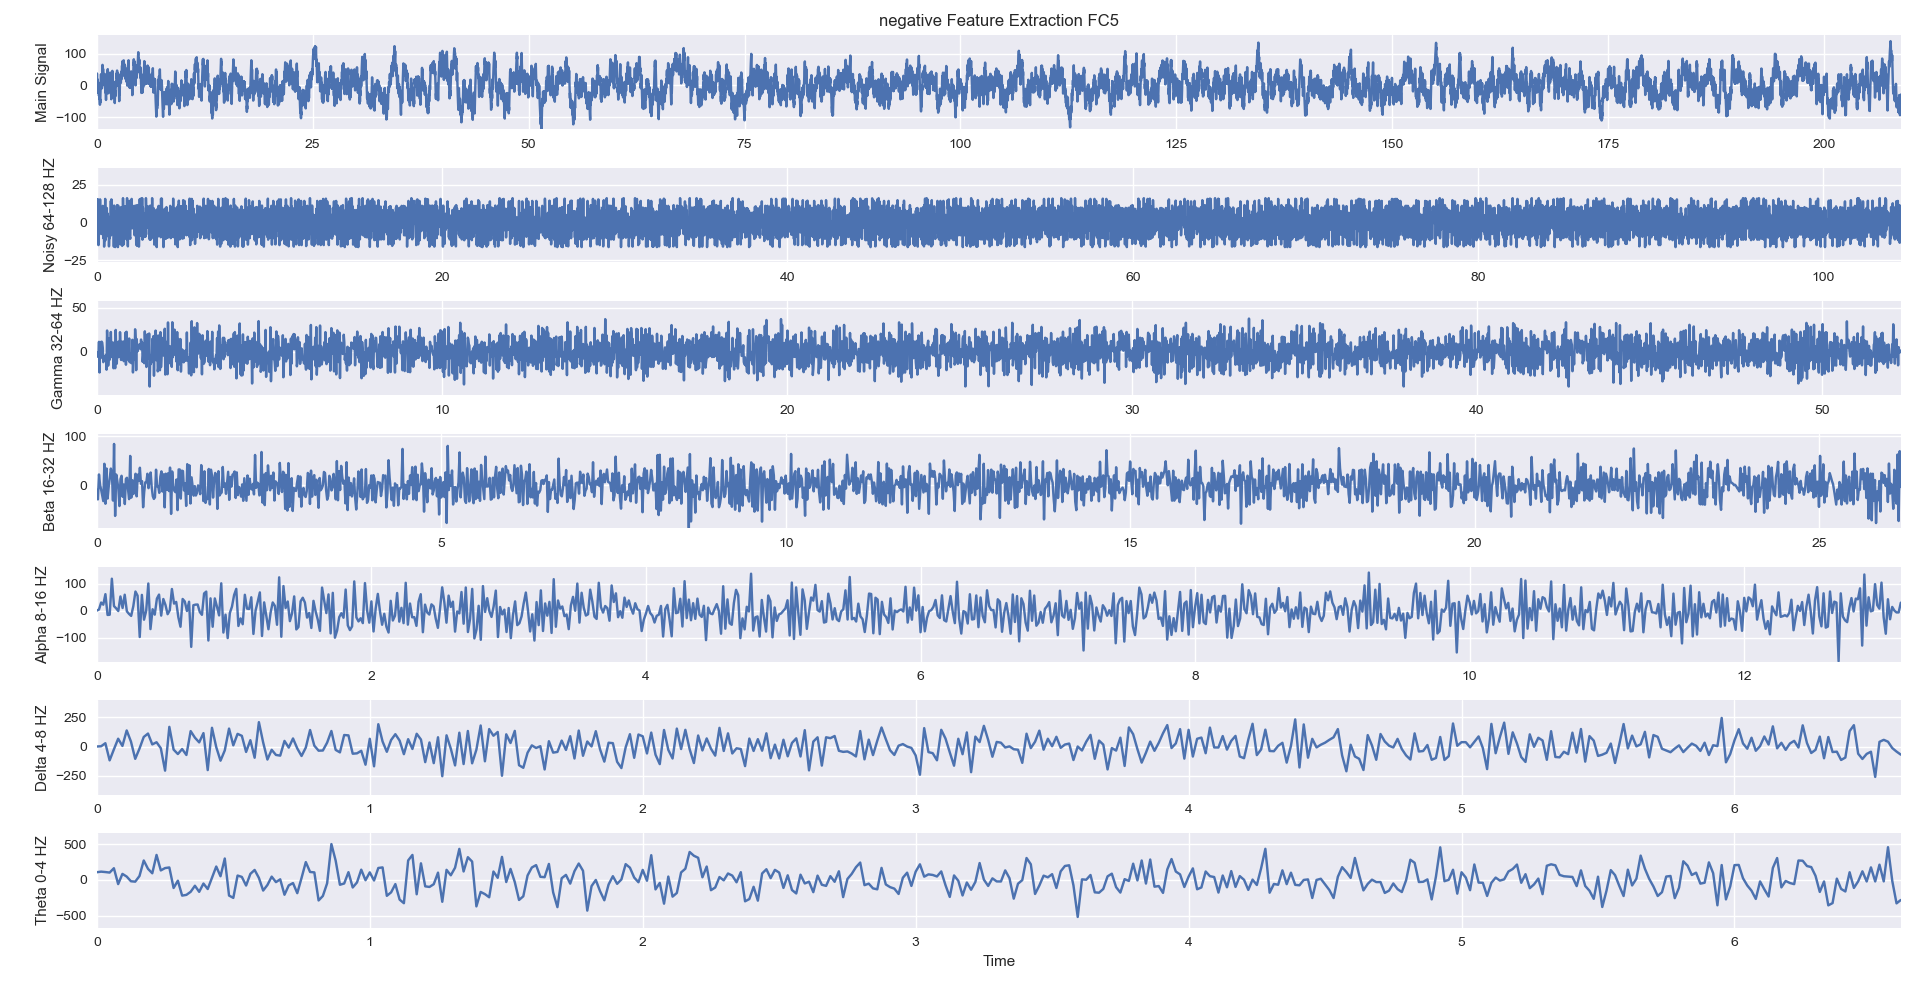 negative Feature Extraction FC5
Main Signal
100
0
−100
0 25 50 75 100 125 150 175 200
Noisy 64-128 HZ
25
0
−25
0 20 40 60 80 100
Gamma 32-64 HZ
50
0
0 10 20 30 40 50
Beta 16-32 HZ
100
0
0 5 10 15 20 25
Alpha 8-16 HZ
100
0
−100
0 2 4 6 8 10 12
Delta 4-8 HZ
250
0
−250
0 1 2 3 4 5 6
Theta 0-4 HZ
500
0
−500
0 1 2 3 4 5 6
Time